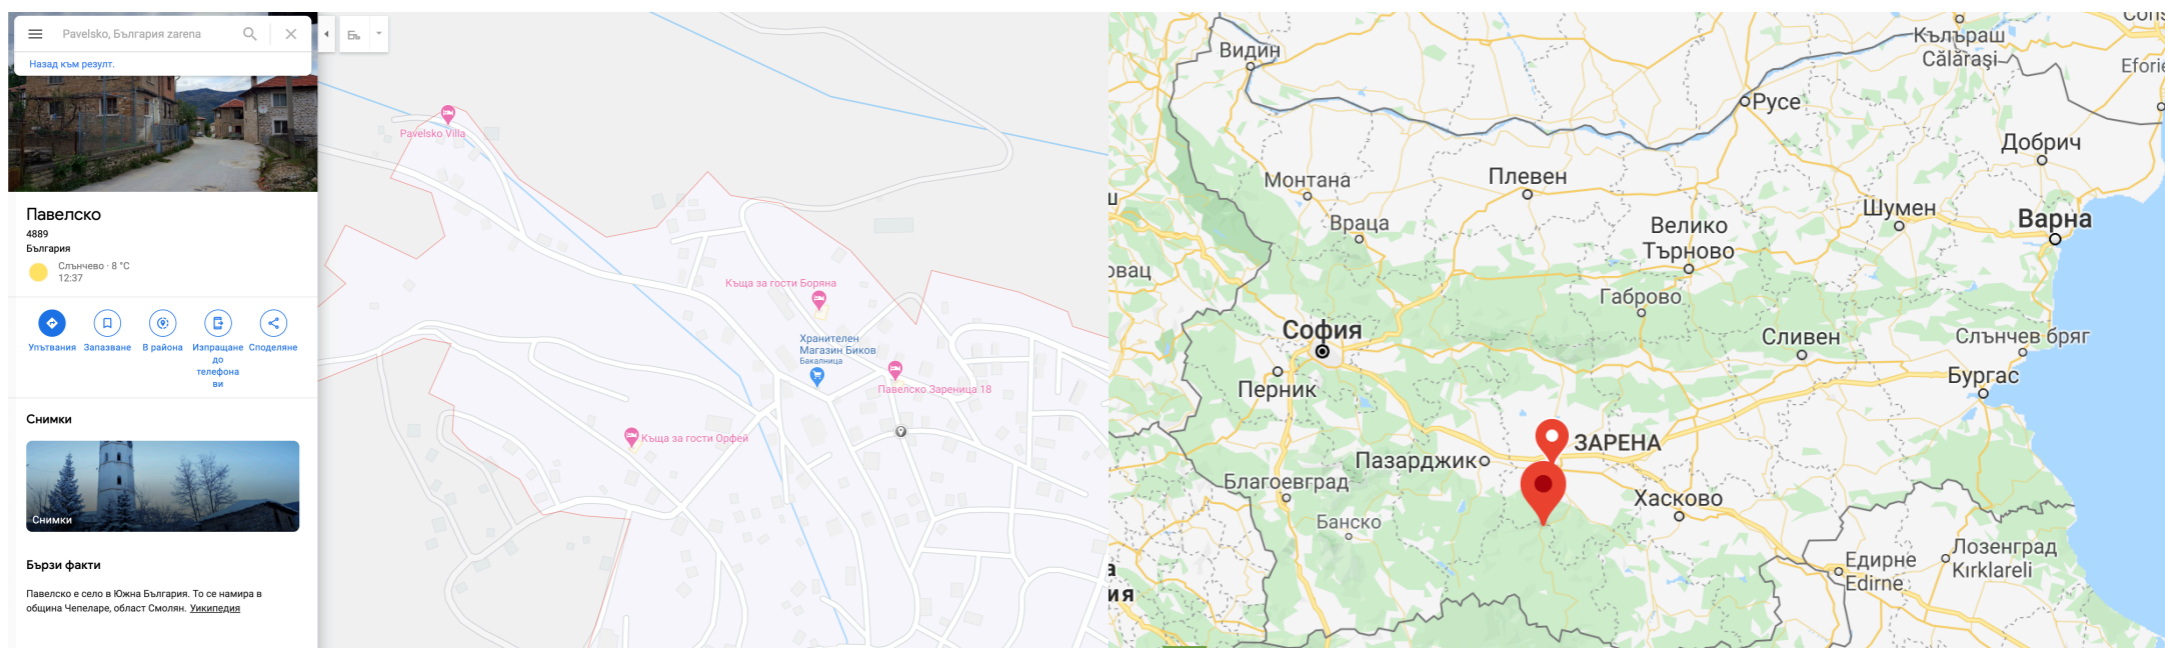 Pavelsko, България zarena
Назад към резулт.
Павелско
4889
България
Слънчево · 8 °C
12:37
Упътвания
Запазване
В района
Изпращане
до
телефона
ви
Споделяне
Снимки
Снимки
Бързи факти
Павелско е село в Южна България. То се намира в
община Чепеларе, област Смолян. Уикипедия
Pavelsko Villa
Къща за гости Боряна
Хранителен
Магазин Биков
Бакалница
Павелско Зареница 18
Къща за гости Орфей
Видин
Кълъраш
Călărași
Eforie
Русе
Добрич
Монтана
Плевен
Враца
Велико
Търново
Шумен
Варна
овац
Габрово
София
Сливен
Слънчев бряг
Перник
Бургас
ЗАРЕНА
Пазарджик
Благоевград
Хасково
Банско
Едирне
Edirne
Лозенград
Kırklareli
ия